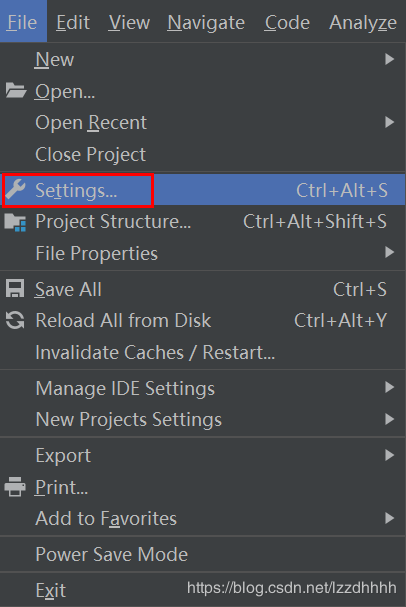 File Edit View Navigate Code Analyze
New
Open...
Open Recent
Close Project
Settings... Ctrl+Alt+S
Project Structure... Ctrl+Alt+Shift+S
File Properties
Save All Ctrl+S
Reload All from Disk Ctrl+Alt+Y
Invalidate Caches / Restart...
Manage IDE Settings
New Projects Settings
Export
Print...
Add to Favorites
Power Save Mode
Exit https://blog.csdn.net/lzzdhhhh